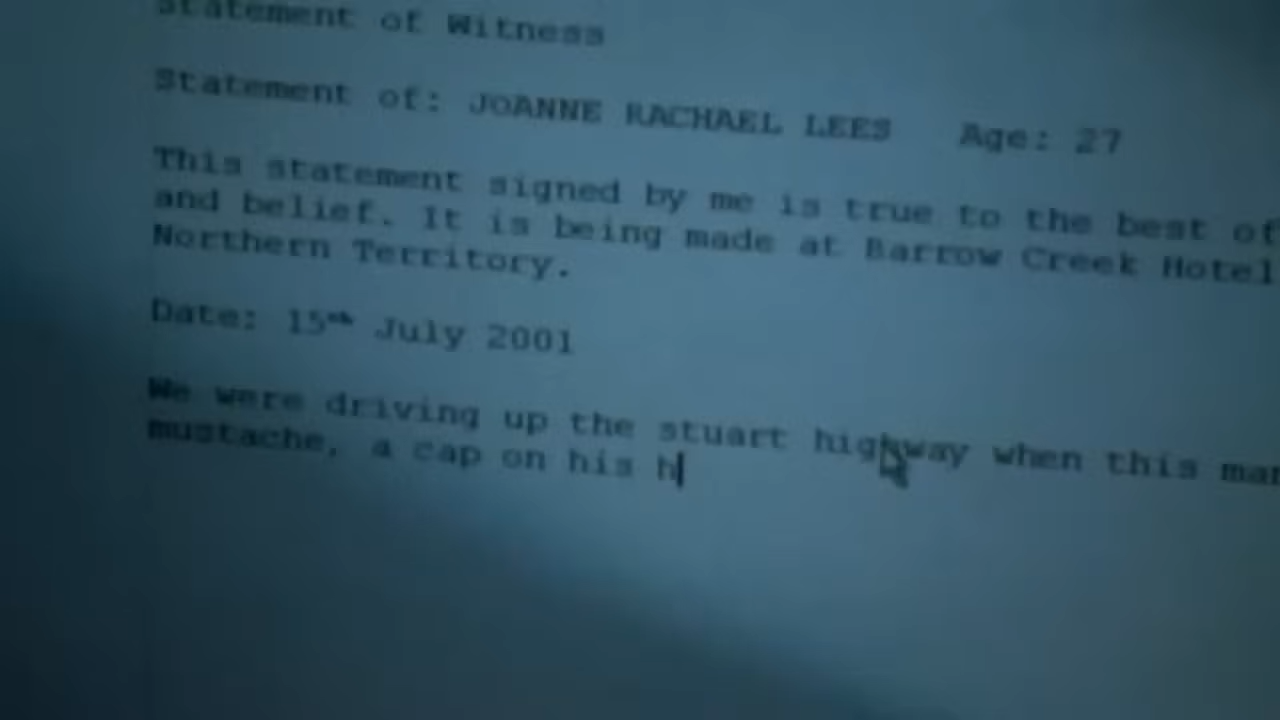 Statement of Witness
Statement of: JOANNE RACHAEL LEES Age: 27
This statement signed by me is true to the best of
and belief. It is being made at Barrow Creek Hotel
Northern Territory.
Date: 15th July 2001
We were driving up the stuart highway when this man
mustache, a cap on his h